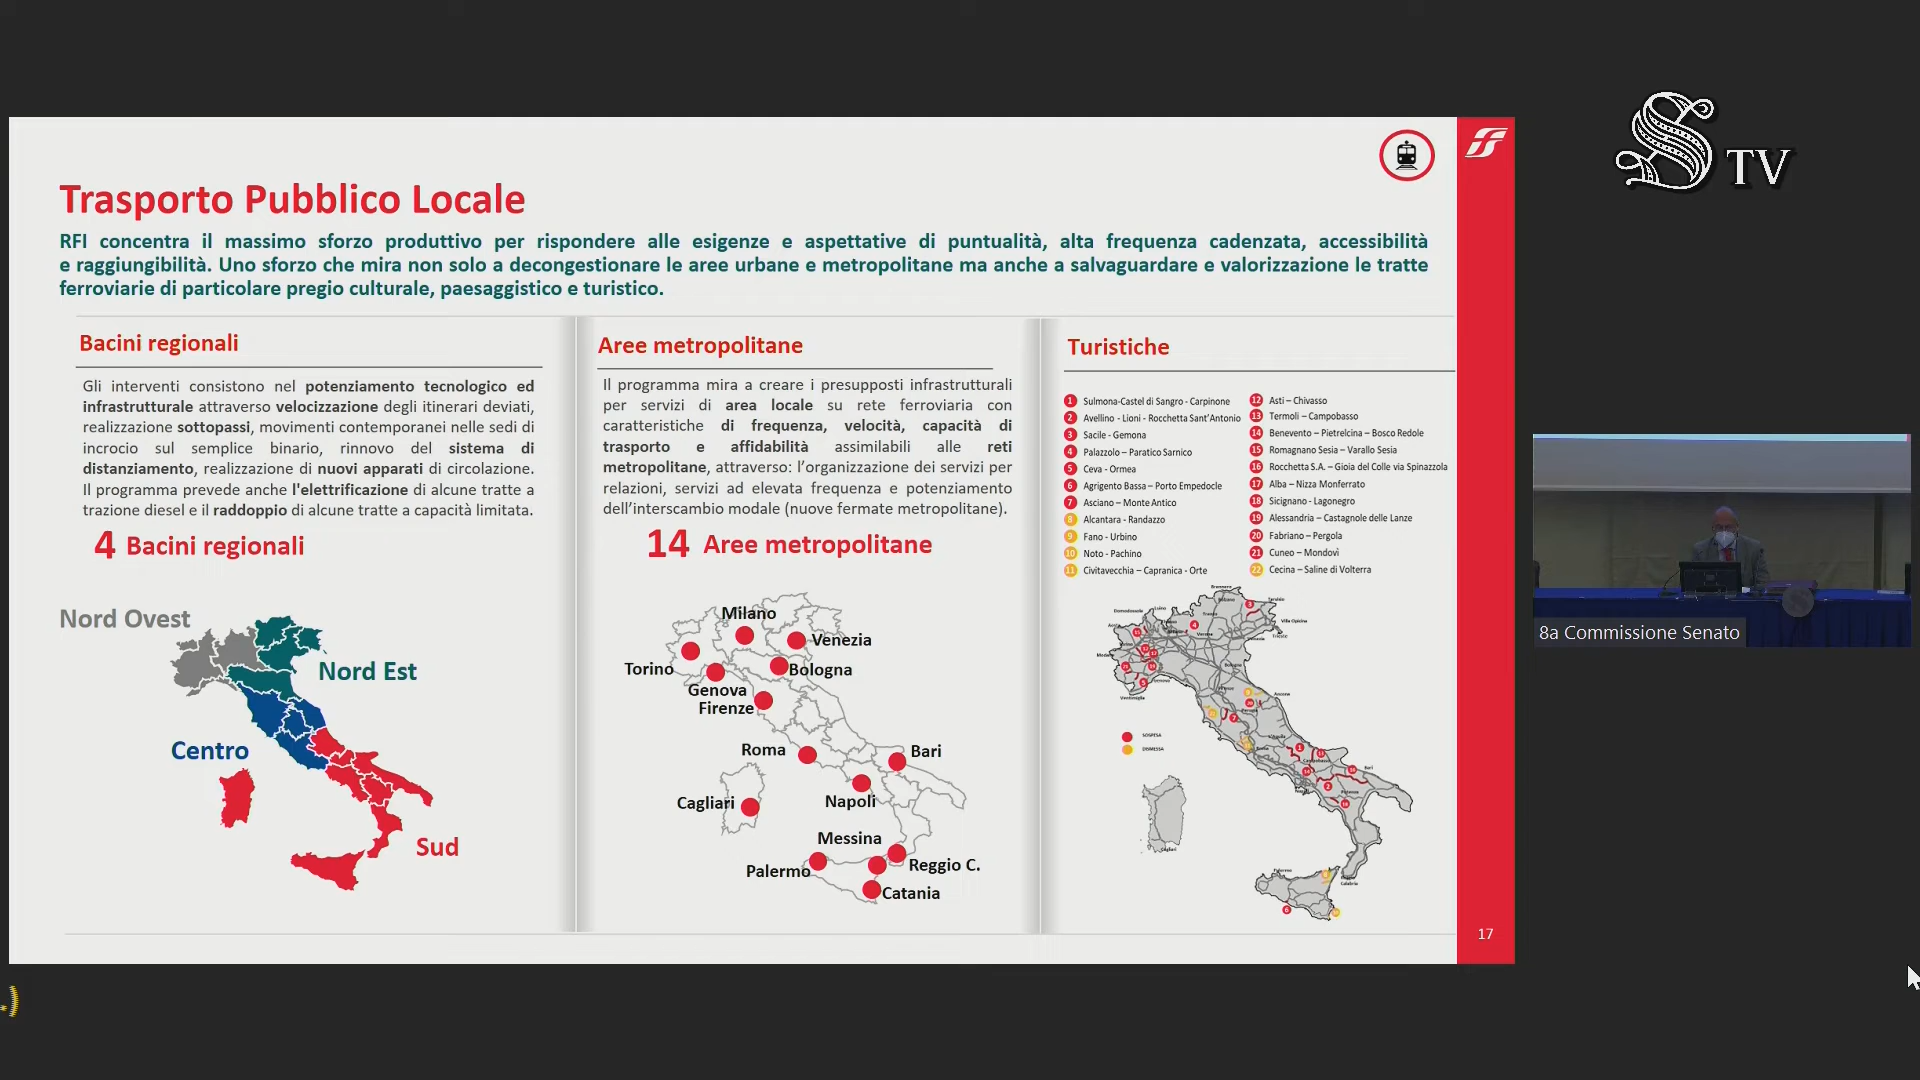 S TV
Trasporto Pubblico Locale
RFI concentra il massimo sforzo produttivo per rispondere alle esigenze e aspettative di puntualità, alta frequenza cadenzata, accessibilità
e raggiungibilità. Uno sforzo che mira non solo a decongestionare le aree urbane e metropolitane ma anche a salvaguardare e valorizzazione le tratte
ferroviarie di particolare pregio culturale, paesaggistico e turistico.
Bacini regionali
Gli interventi consistono nel potenziamento tecnologico ed
infrastrutturale attraverso velocizzazione degli itinerari deviati,
realizzazione sottopassi, movimenti contemporanei nelle sedi di
incrocio sul semplice binario, rinnovo del sistema di
distanziamento, realizzazione di nuovi apparati di circolazione.
Il programma prevede anche l'elettrificazione di alcune tratte a
trazione diesel e il raddoppio di alcune tratte a capacità limitata.
4 Bacini regionali
Nord Ovest
Nord Est
Centro
Sud
Aree metropolitane
Il programma mira a creare i presupposti infrastrutturali
per servizi di area locale su rete ferroviaria con
caratteristiche di frequenza, velocità, capacità di
trasporto e affidabilità assimilabili alle reti
metropolitane, attraverso: l'organizzazione dei servizi per
relazioni, servizi ad elevata frequenza e potenziamento
dell'interscambio modale (nuove fermate metropolitane).
14 Aree metropolitane
Milano
Venezia
Torino
Bologna
Genova
Firenze
Roma
Bari
Cagliari
Napoli
Messina
Palermo
Reggio C.
Catania
Turistiche
1 Sulmona-Castel di Sangro - Carpinone
2 Avellino - Lioni - Rocchetta Sant'Antonio
3 Sacile - Gemona
4 Palazzolo – Paratico Sarnico
5 Ceva - Ormea
6 Agrigento Bassa – Porto Empedocle
7 Asciano – Monte Antico
8 Alcantara - Randazzo
9 Fano - Urbino
10 Noto - Pachino
11 Civitavecchia – Capranica - Orte
12 Asti – Chivasso
13 Termoli – Campobasso
14 Benevento – Pietrelcina – Bosco Redole
15 Romagnano Sesia – Varallo Sesia
16 Rocchetta S.A. – Gioia del Colle via Spinazzola
17 Alba – Nizza Monferrato
18 Sicignano - Lagonegro
19 Alessandria – Castagnole delle Lanze
20 Fabriano – Pergola
21 Cuneo – Mondovì
22 Cecina – Saline di Volterra
SOSPESA
DISMESSA
17
8a Commissione Senato